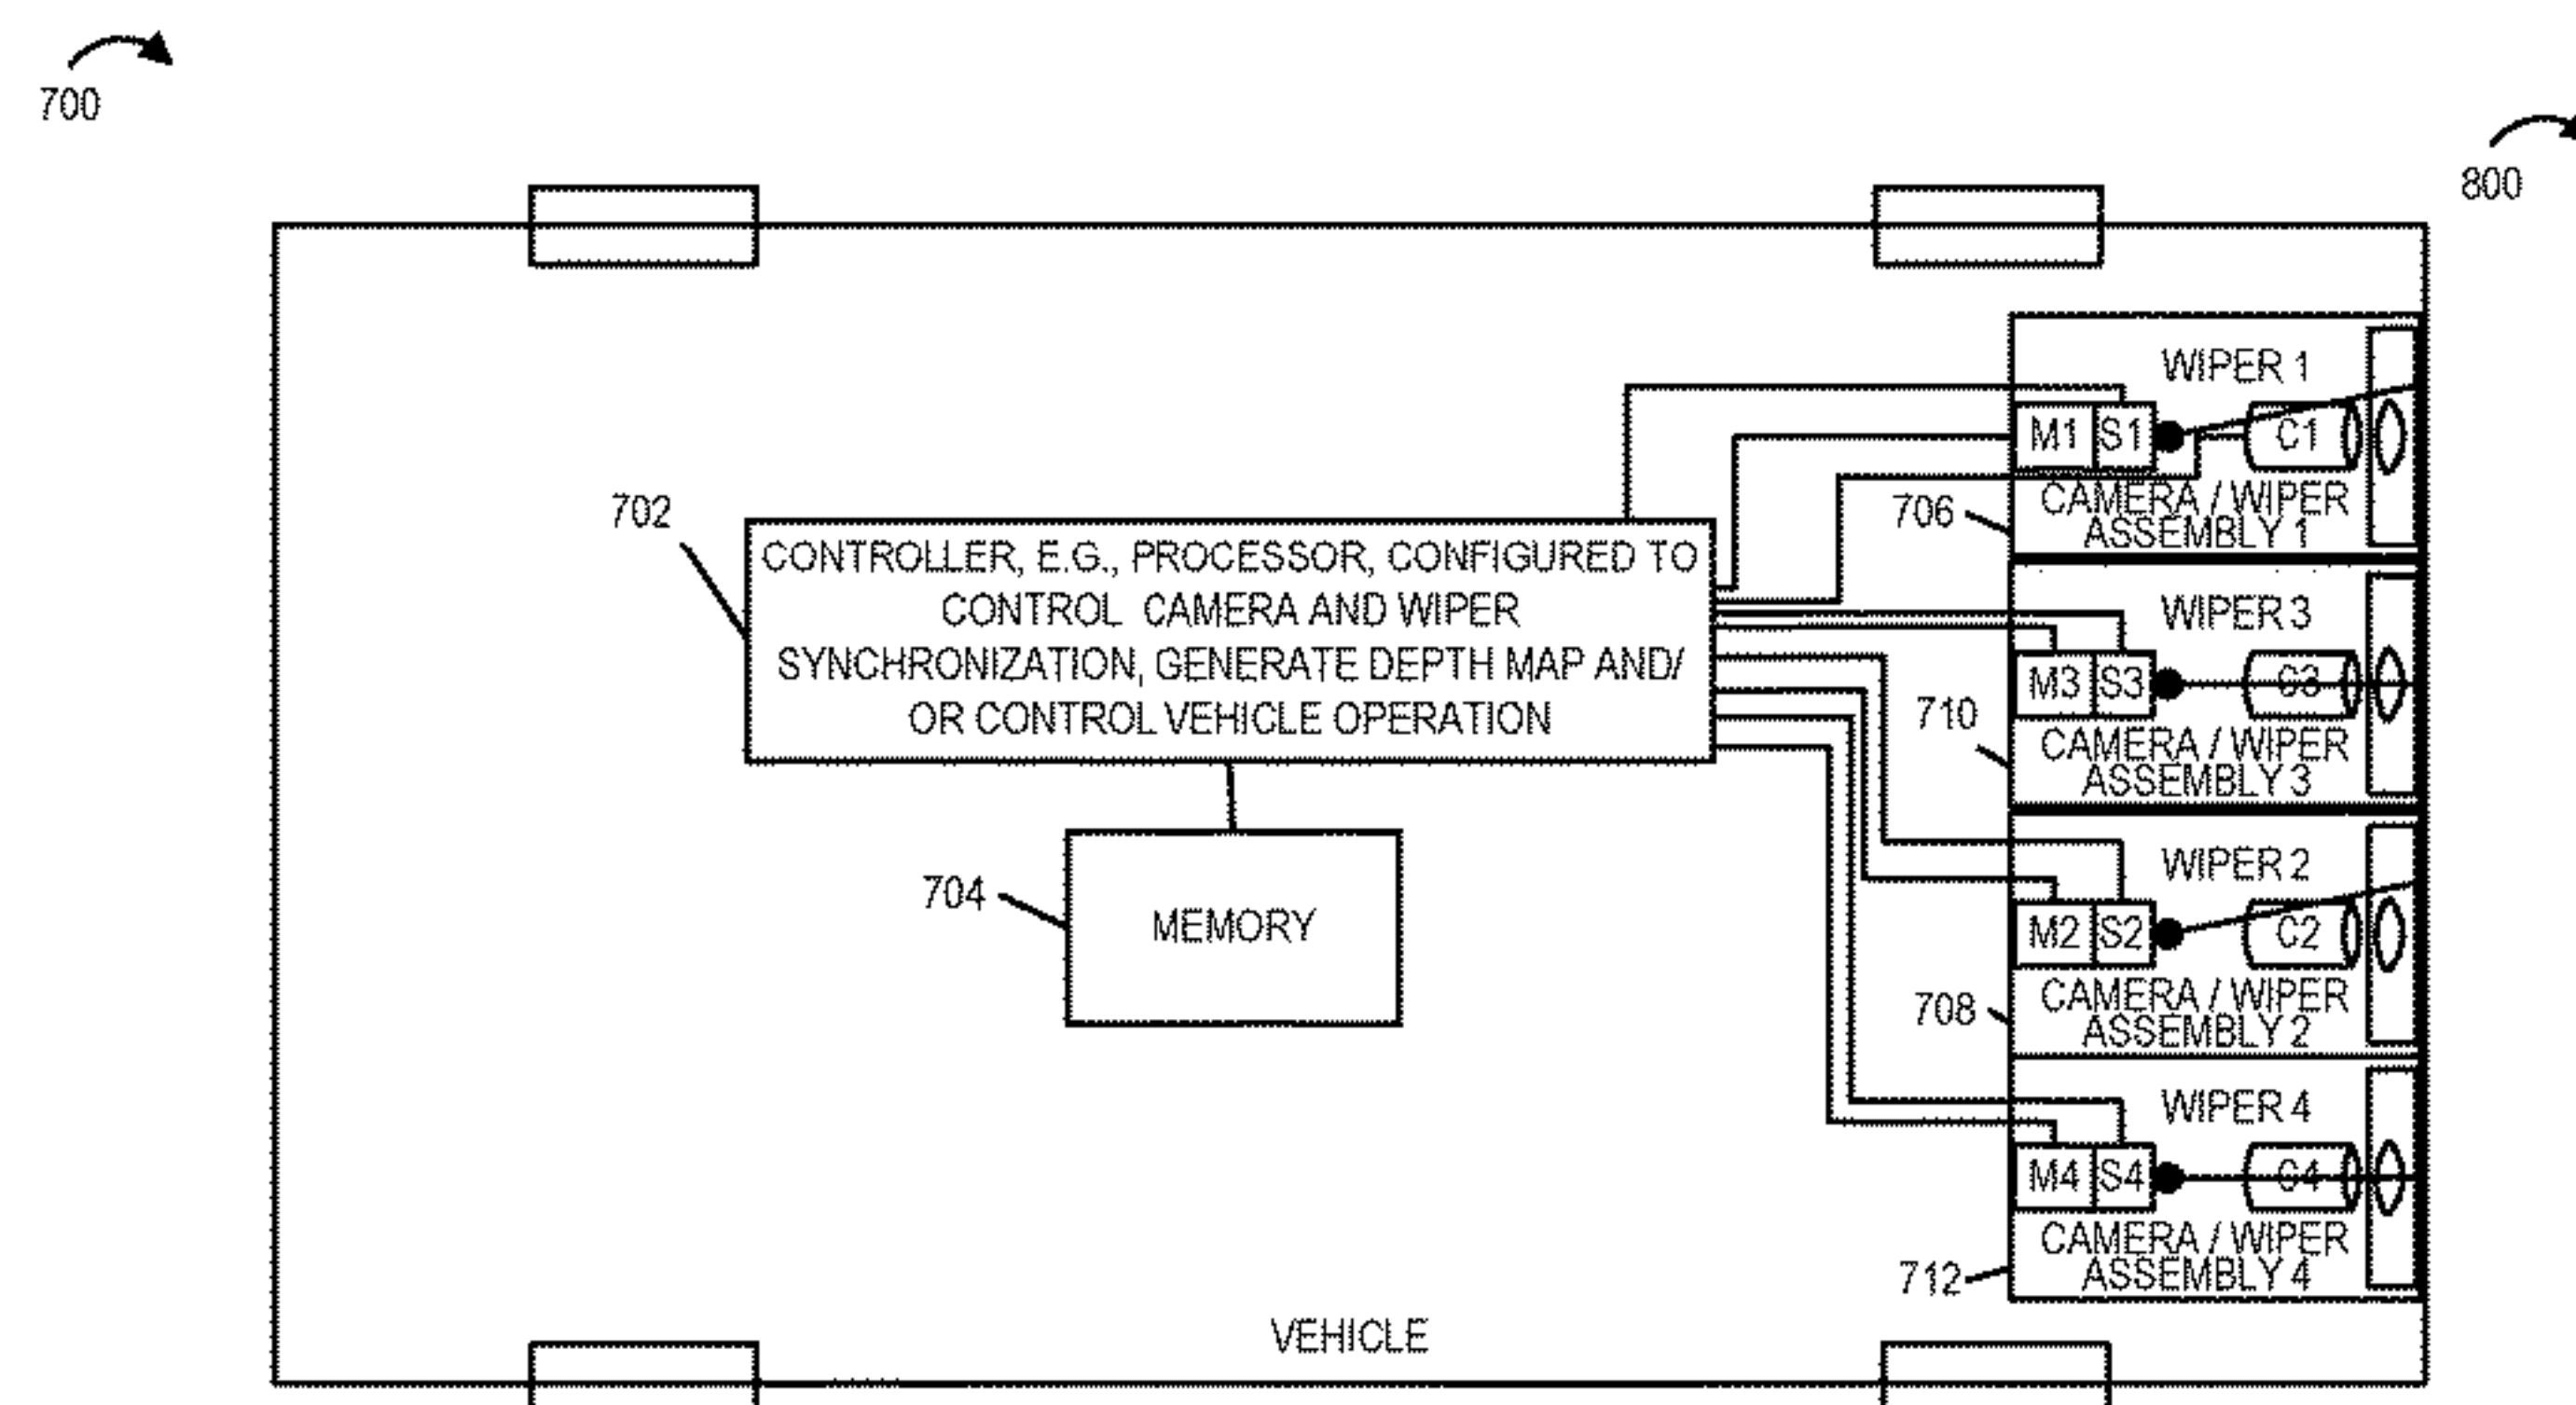 700
800
WIPER 1
M1 S1 C1
702
706
CAMERA / WIPER
ASSEMBLY 1
CONTROLLER, E.G., PROCESSOR, CONFIGURED TO
CONTROL CAMERA AND WIPER
SYNCHRONIZATION, GENERATE DEPTH MAP AND/
OR CONTROL VEHICLE OPERATION
WIPER 3
M3 S3 C3
710
CAMERA / WIPER
ASSEMBLY 3
704
MEMORY
WIPER 2
M2 S2 C2
708
CAMERA / WIPER
ASSEMBLY 2
WIPER 4
M4 S4 C4
712
CAMERA / WIPER
ASSEMBLY 4
VEHICLE